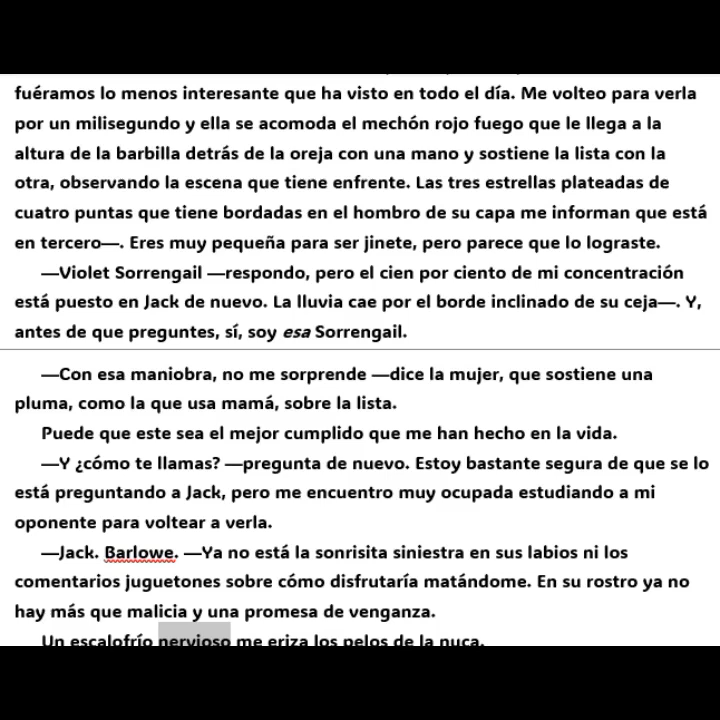 fuéramos lo menos interesante que ha visto en todo el día. Me volteo para verla
por un milisegundo y ella se acomoda el mechón rojo fuego que le llega a la
altura de la barbilla detrás de la oreja con una mano y sostiene la lista con la
otra, observando la escena que tiene enfrente. Las tres estrellas plateadas de
cuatro puntas que tiene bordadas en el hombro de su capa me informan que está
en tercero—. Eres muy pequeña para ser jinete, pero parece que lo lograste.
—Violet Sorrengail —respondo, pero el cien por ciento de mi concentración
está puesto en Jack de nuevo. La lluvia cae por el borde inclinado de su ceja—. Y,
antes de que preguntes, sí, soy esa Sorrengail.
—Con esa maniobra, no me sorprende —dice la mujer, que sostiene una
pluma, como la que usa mamá, sobre la lista.
Puede que este sea el mejor cumplido que me han hecho en la vida.
—Y ¿cómo te llamas? —pregunta de nuevo. Estoy bastante segura de que se lo
está preguntando a Jack, pero me encuentro muy ocupada estudiando a mi
oponente para voltear a verla.
—Jack. Barlowe. —Ya no está la sonrisita siniestra en sus labios ni los
comentarios juguetones sobre cómo disfrutaría matándome. En su rostro ya no
hay más que malicia y una promesa de venganza.
Un escalofrío nervioso me eriza los pelos de la nuca.